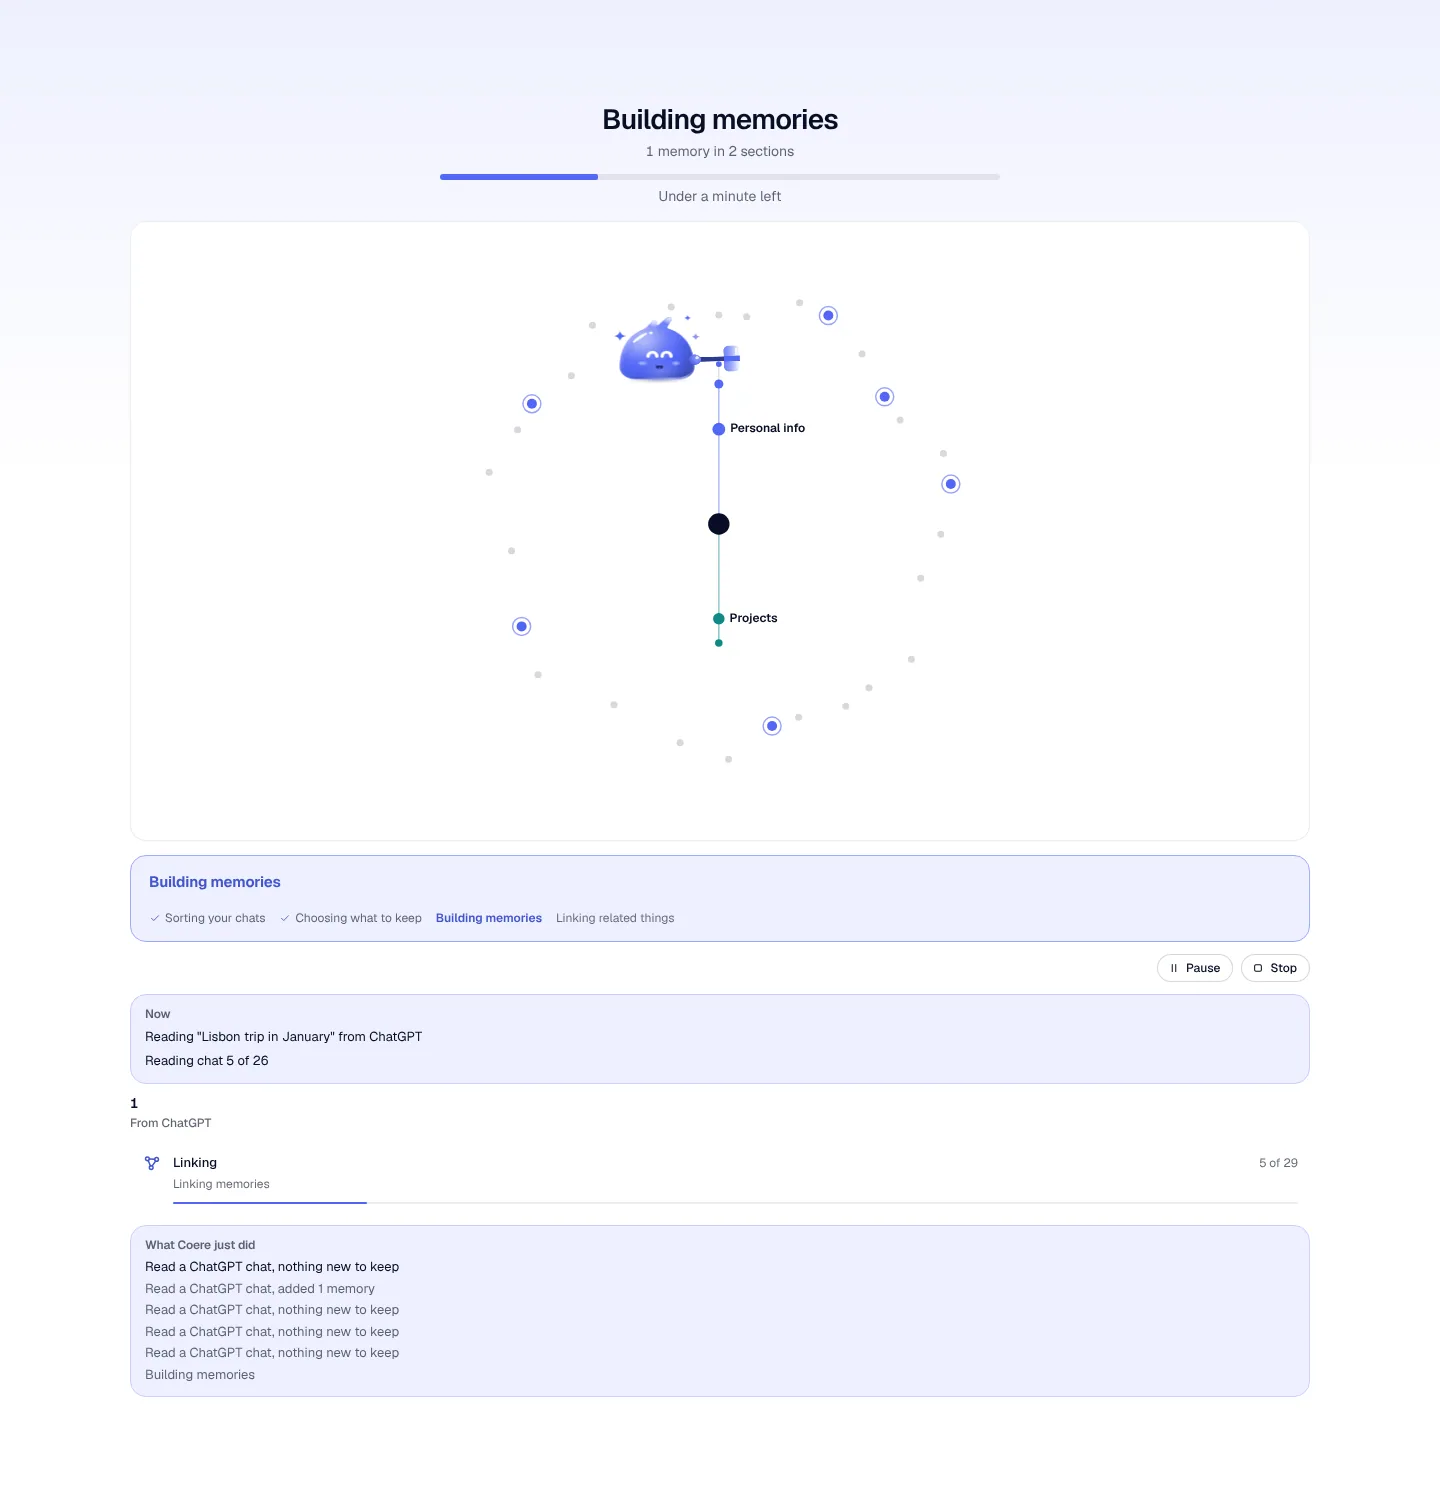 Building memories
1 memory in 2 sections
Under a minute left
Personal info
Projects
Building memories
Sorting your chats Choosing what to keep Building memories Linking related things
Pause Stop
Now
Reading "Lisbon trip in January" from ChatGPT
Reading chat 5 of 26
1
From ChatGPT
Linking 5 of 29
Linking memories
What Coere just did
Read a ChatGPT chat, nothing new to keep
Read a ChatGPT chat, added 1 memory
Read a ChatGPT chat, nothing new to keep
Read a ChatGPT chat, nothing new to keep
Read a ChatGPT chat, nothing new to keep
Building memories